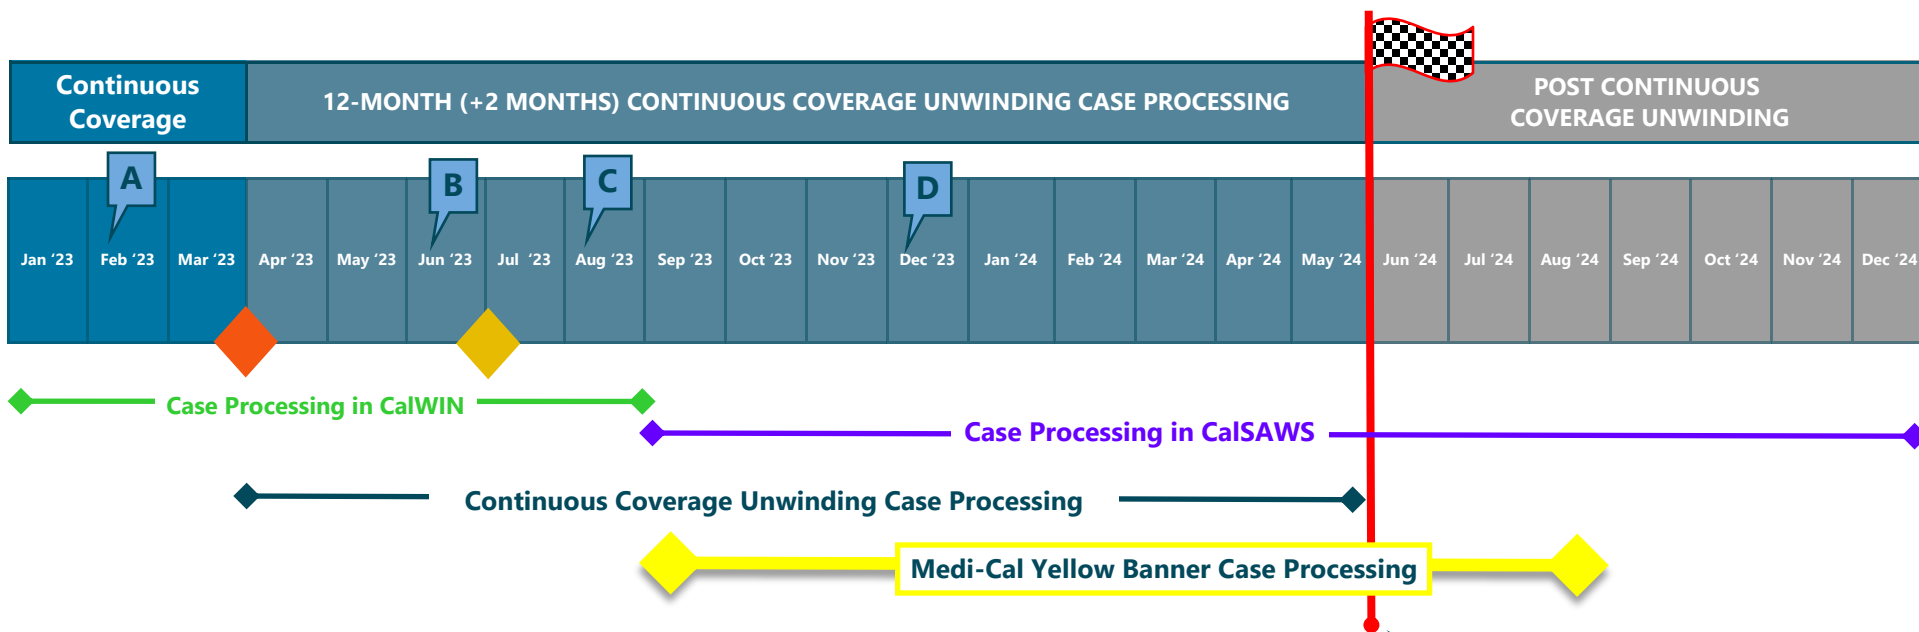 Continuous
Coverage
12-MONTH (+2 MONTHS) CONTINUOUS COVERAGE UNWINDING CASE PROCESSING
POST CONTINUOUS
COVERAGE UNWINDING
A
B
C
D
Jan ‘23
Feb ‘23
Mar ‘23
Apr ‘23
May ‘23
Jun ‘23
Jul ‘23
Aug ‘23
Sep ‘23
Oct ‘23
Nov ‘23
Dec ‘23
Jan ‘24
Feb ‘24
Mar ‘24
Apr ‘24
May ‘24
Jun ‘24
Jul ‘24
Aug ‘24
Sep ‘24
Oct ‘24
Nov ‘24
Dec ‘24
Case Processing in CalWIN
Case Processing in CalSAWS
Continuous Coverage Unwinding Case Processing
Medi-Cal Yellow Banner Case Processing